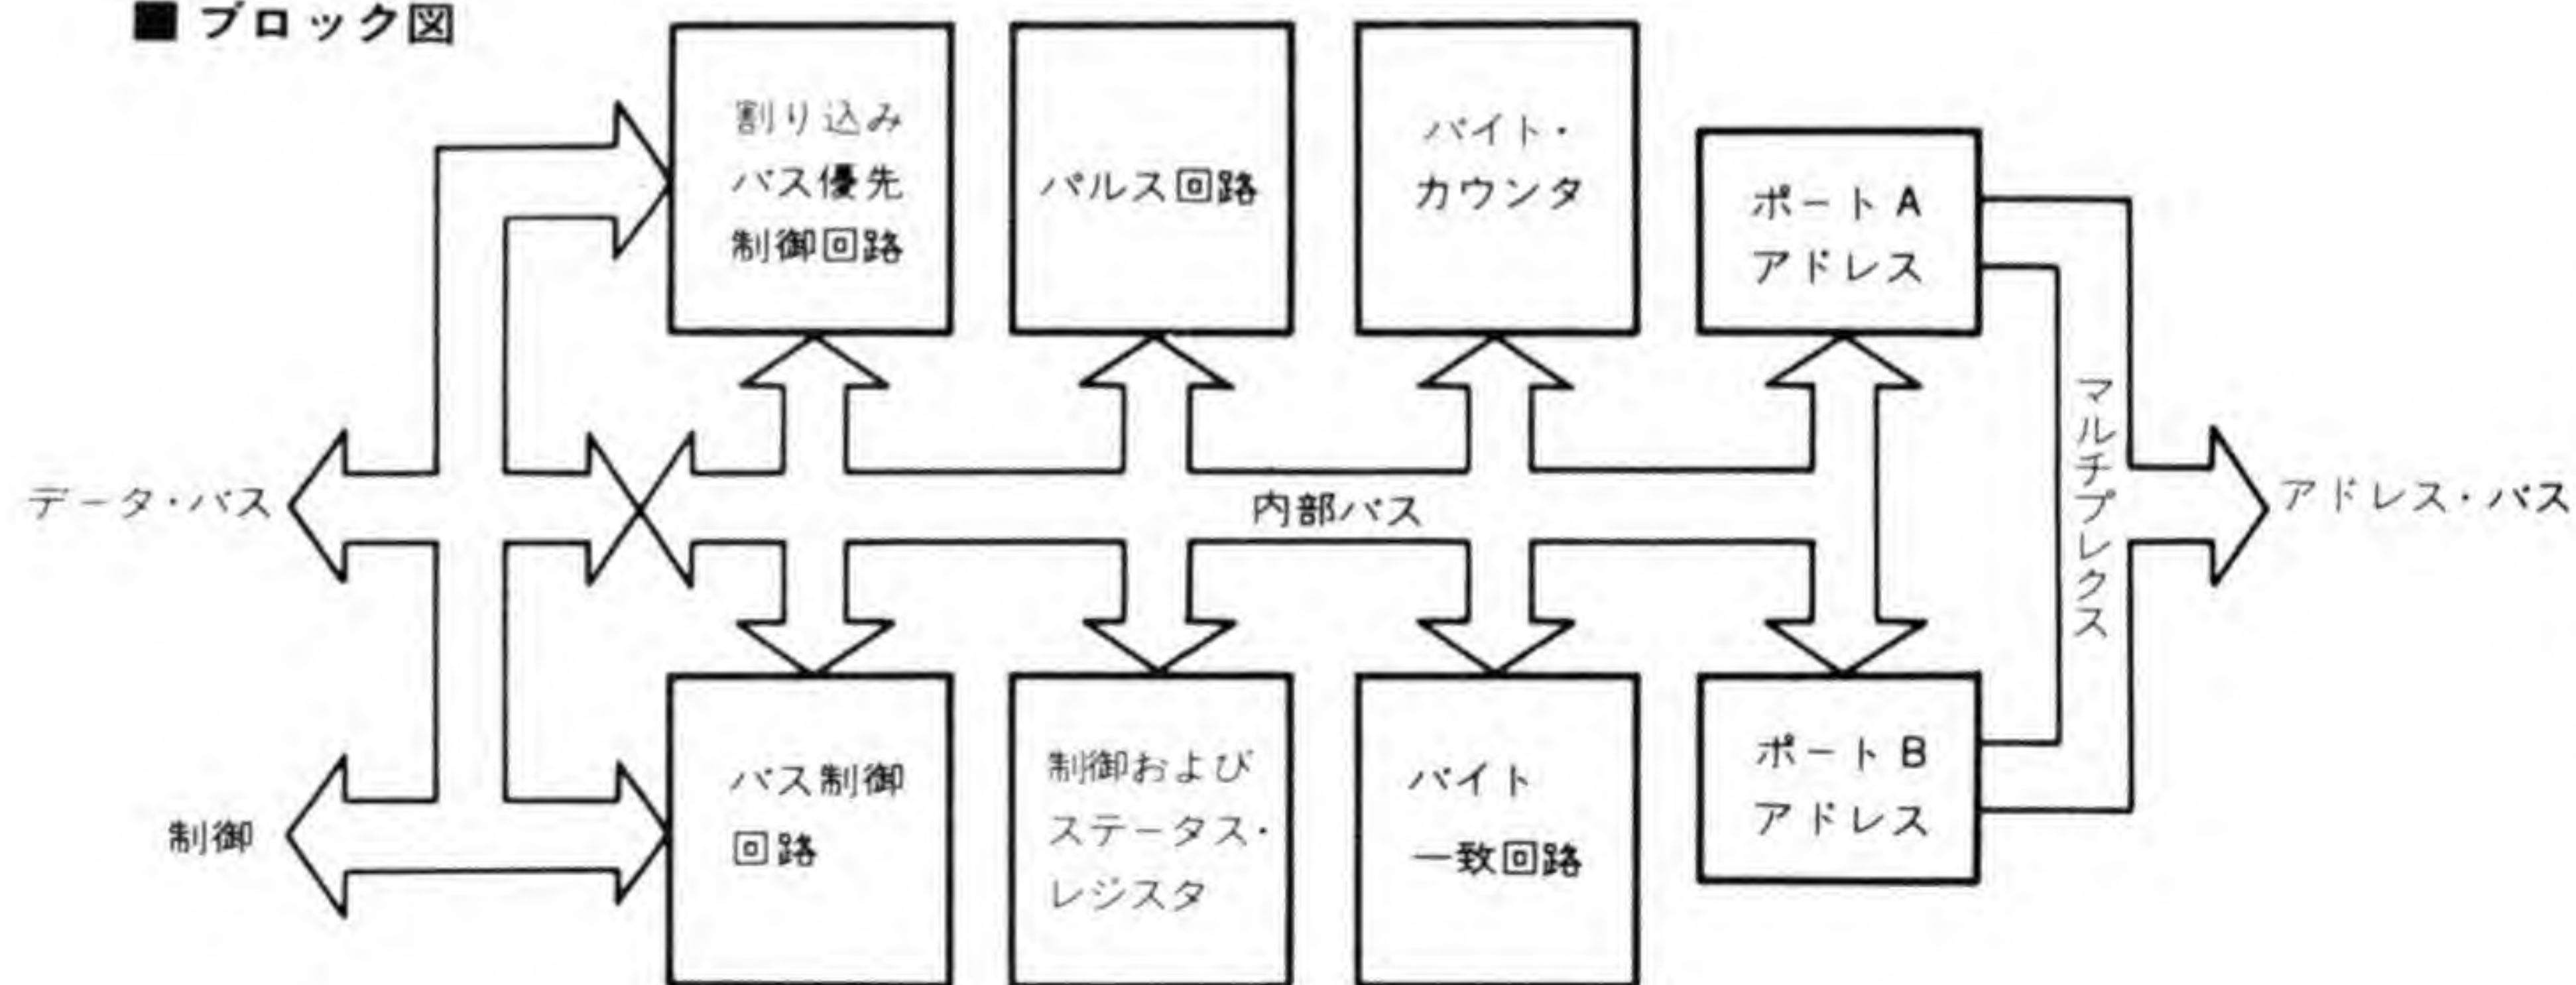 ■ ブロック図
割り込み
バス優先
制御回路
パルス回路
バイト・
カウンタ
ポートA
アドレス
データ・バス
内部バス
マルチプレクス
アドレス・バス
制御
バス制御
回路
制御および
ステータス・
レジスタ
バイト
一致回路
ポートB
アドレス